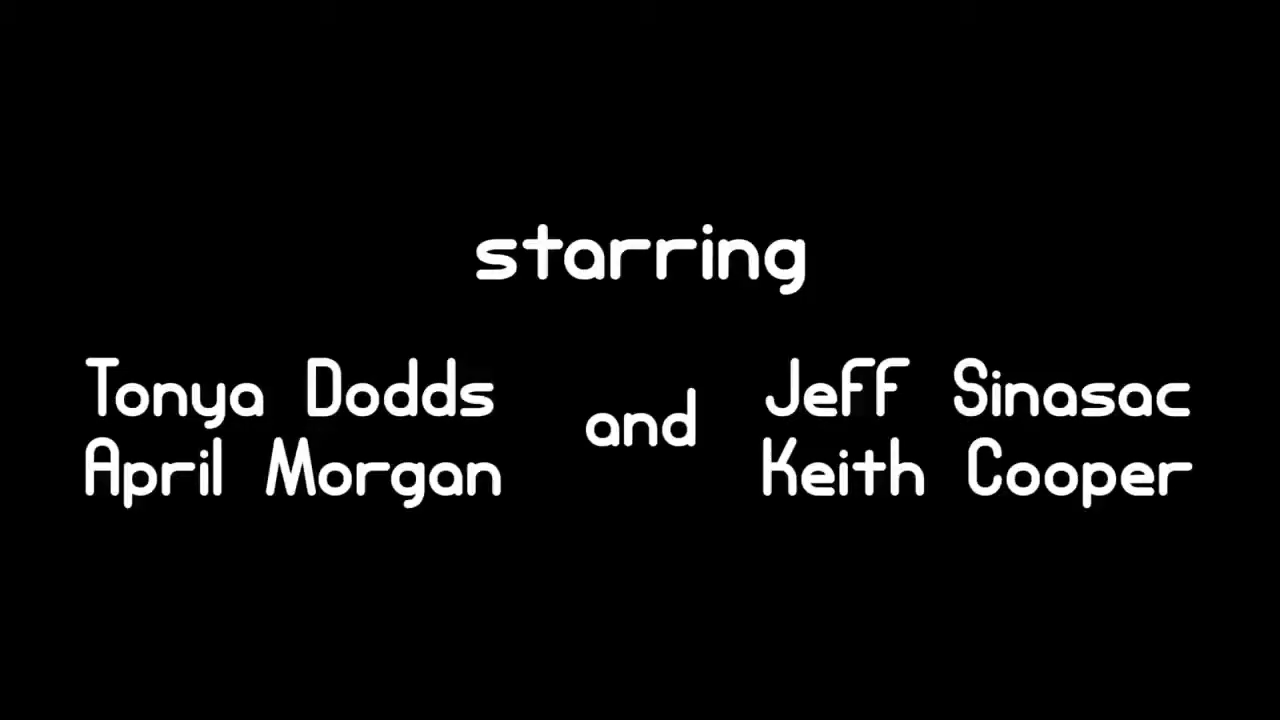 starring
Tonya Dodds
April Morgan
and
Jeff Sinasac
Keith Cooper